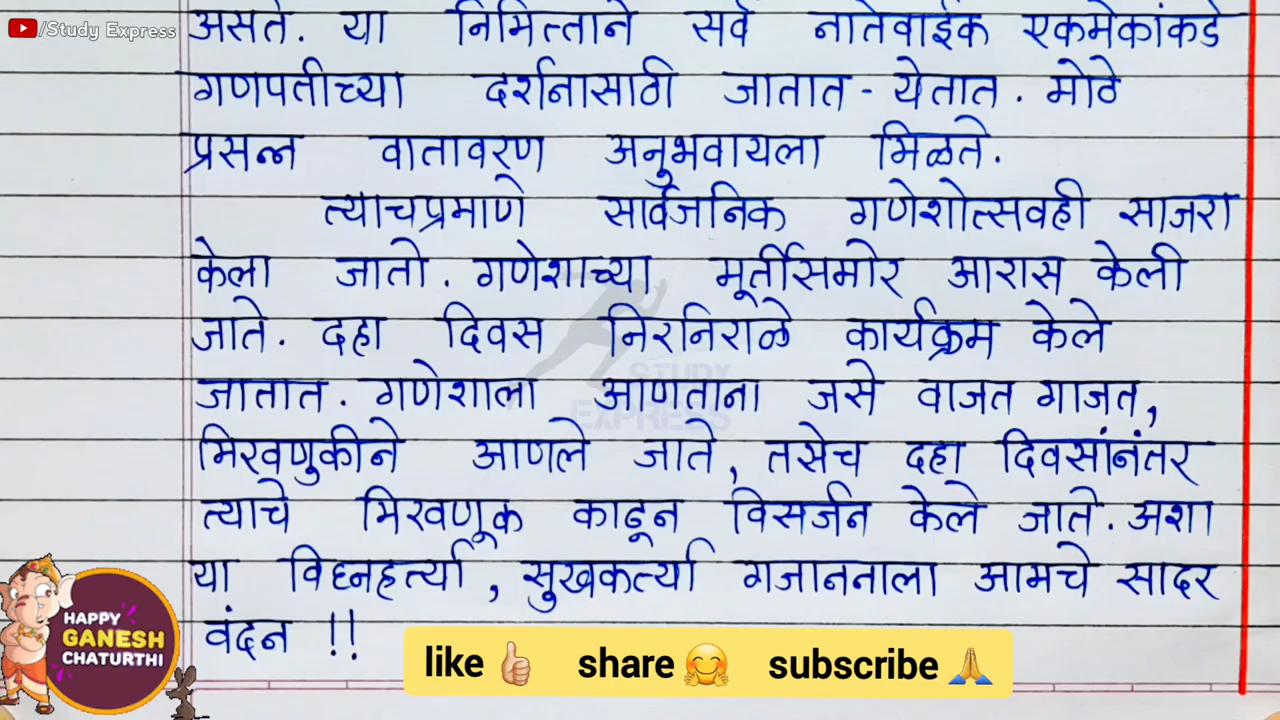 /Study Express
असते. या निमित्ताने सर्व नातेवाईक एकमेकांकडे
गणपतीच्या दर्शनासाठी जातात - येतात. मोठे
प्रसन्न वातावरण अनुभवायला मिळते.
त्याचप्रमाणे सार्वजनिक गणेशोत्सवही साजरा
केला जातो. गणेशाच्या मूर्तीसमोर आरास केली
जाते. दहा दिवस निरनिराळे कार्यक्रम केले
जातात. गणेशाला आणताना जसे वाजत गाजत,
मिरवणुकीने आणले जाते, तसेच दहा दिवसांनंतर
त्याचे मिरवणूक काढून विसर्जन केले जाते. अशा
या विघ्नहर्त्या, सुखकर्त्या गजाननाला आमचे सादर
वंदन !!
STUDY
EXPRESS
HAPPY
GANESH
CHATURTHI
like share subscribe